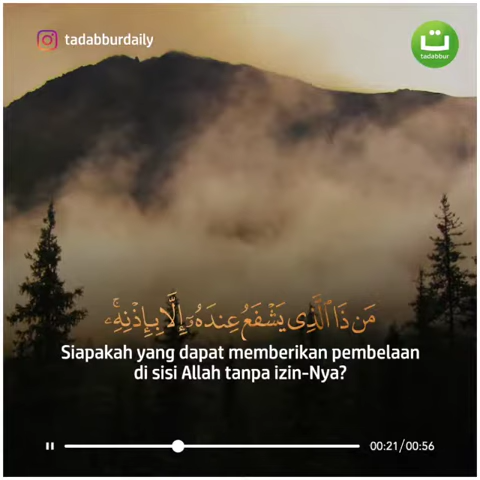 tadabburdaily
ت
tadabbur
مَن ذَا ٱلَّذِى يَشْفَعُ عِندَهُۥٓ إِلَّا بِإِذْنِهِۦ ۚ
Siapakah yang dapat memberikan pembelaan
di sisi Allah tanpa izin-Nya?
00:21/00:56